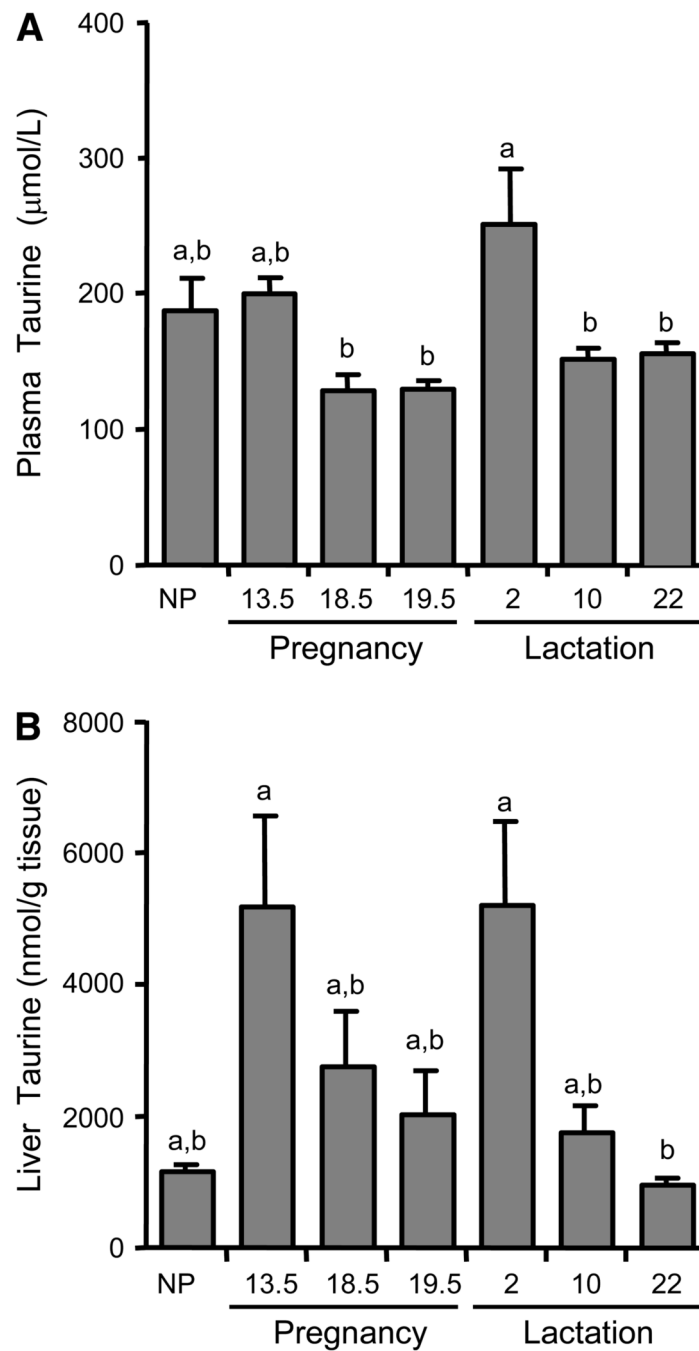 A
Plasma Taurine (μmol/L)
400
300
200
100
0
a,b
a,b
b
b
a
b
b
NP 13.5 18.5 19.5 2 10 22
Pregnancy Lactation
B
Liver Taurine (nmol/g tissue)
8000
6000
4000
2000
0
a,b
a
a,b
a,b
a
a,b
b
NP 13.5 18.5 19.5 2 10 22
Pregnancy Lactation